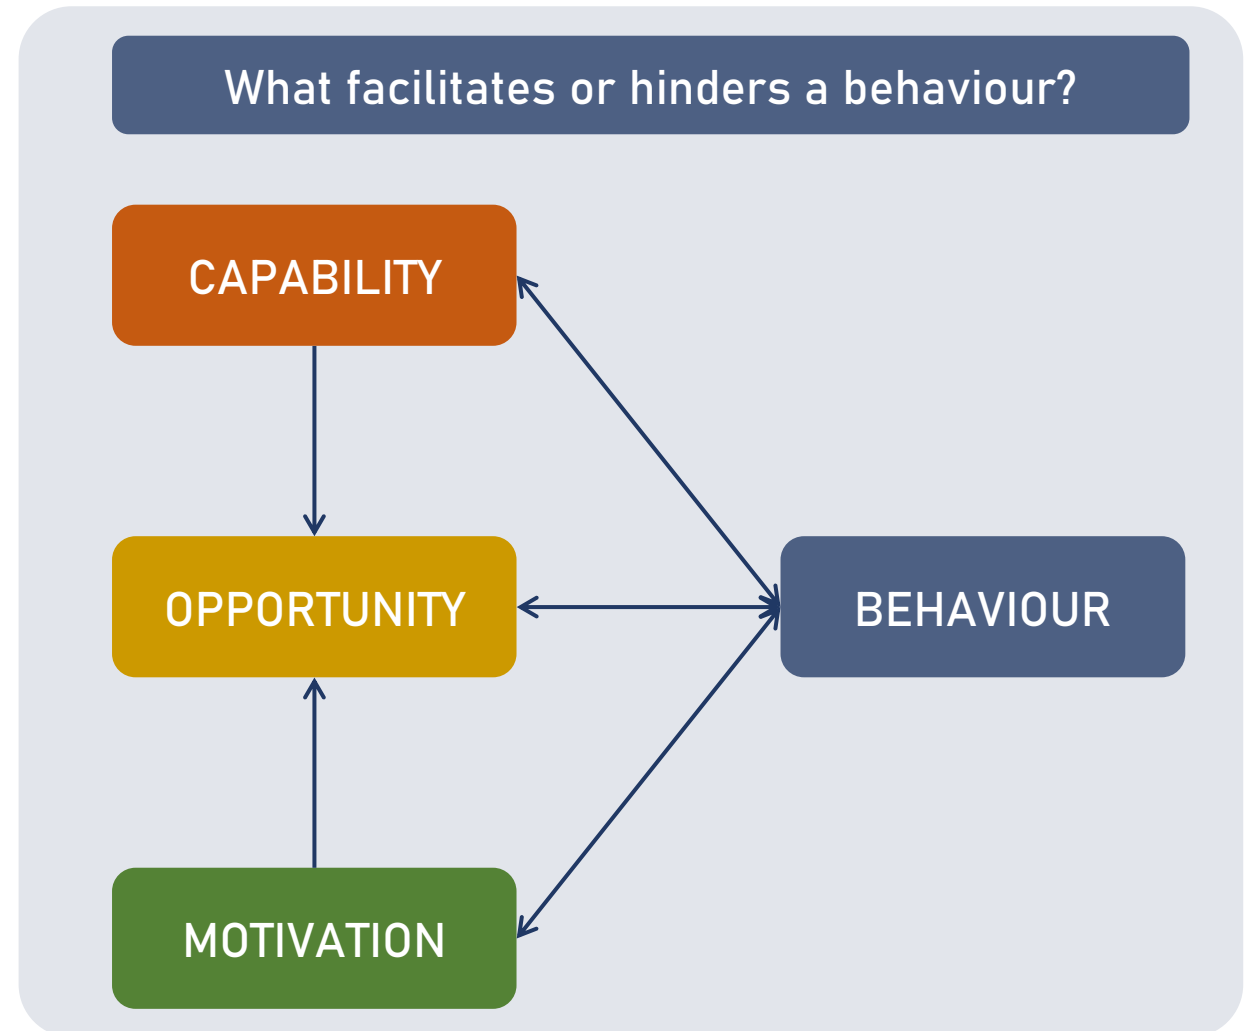 What facilitates or hinders a behaviour?
CAPABILITY
OPPORTUNITY
BEHAVIOUR
MOTIVATION